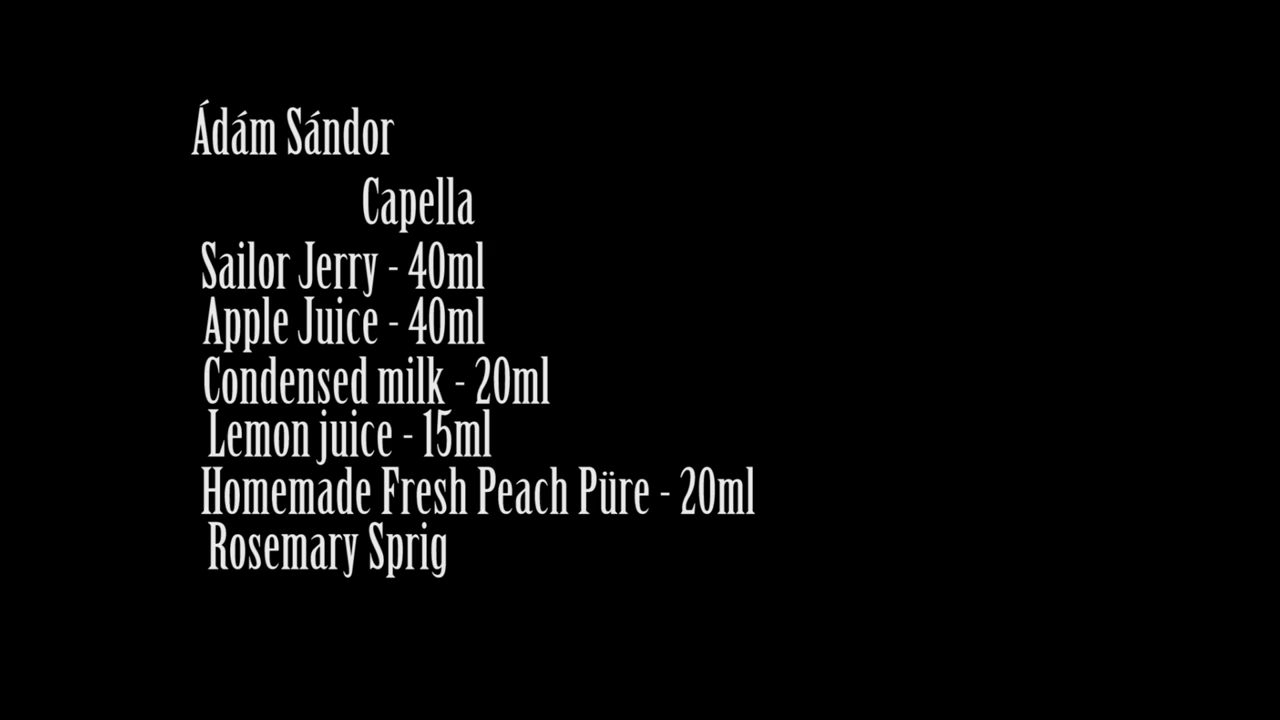 Ádám Sándor
Capella
Sailor Jerry - 40ml
Apple Juice - 40ml
Condensed milk - 20ml
Lemon juice - 15ml
Homemade Fresh Peach Püre - 20ml
Rosemary Sprig